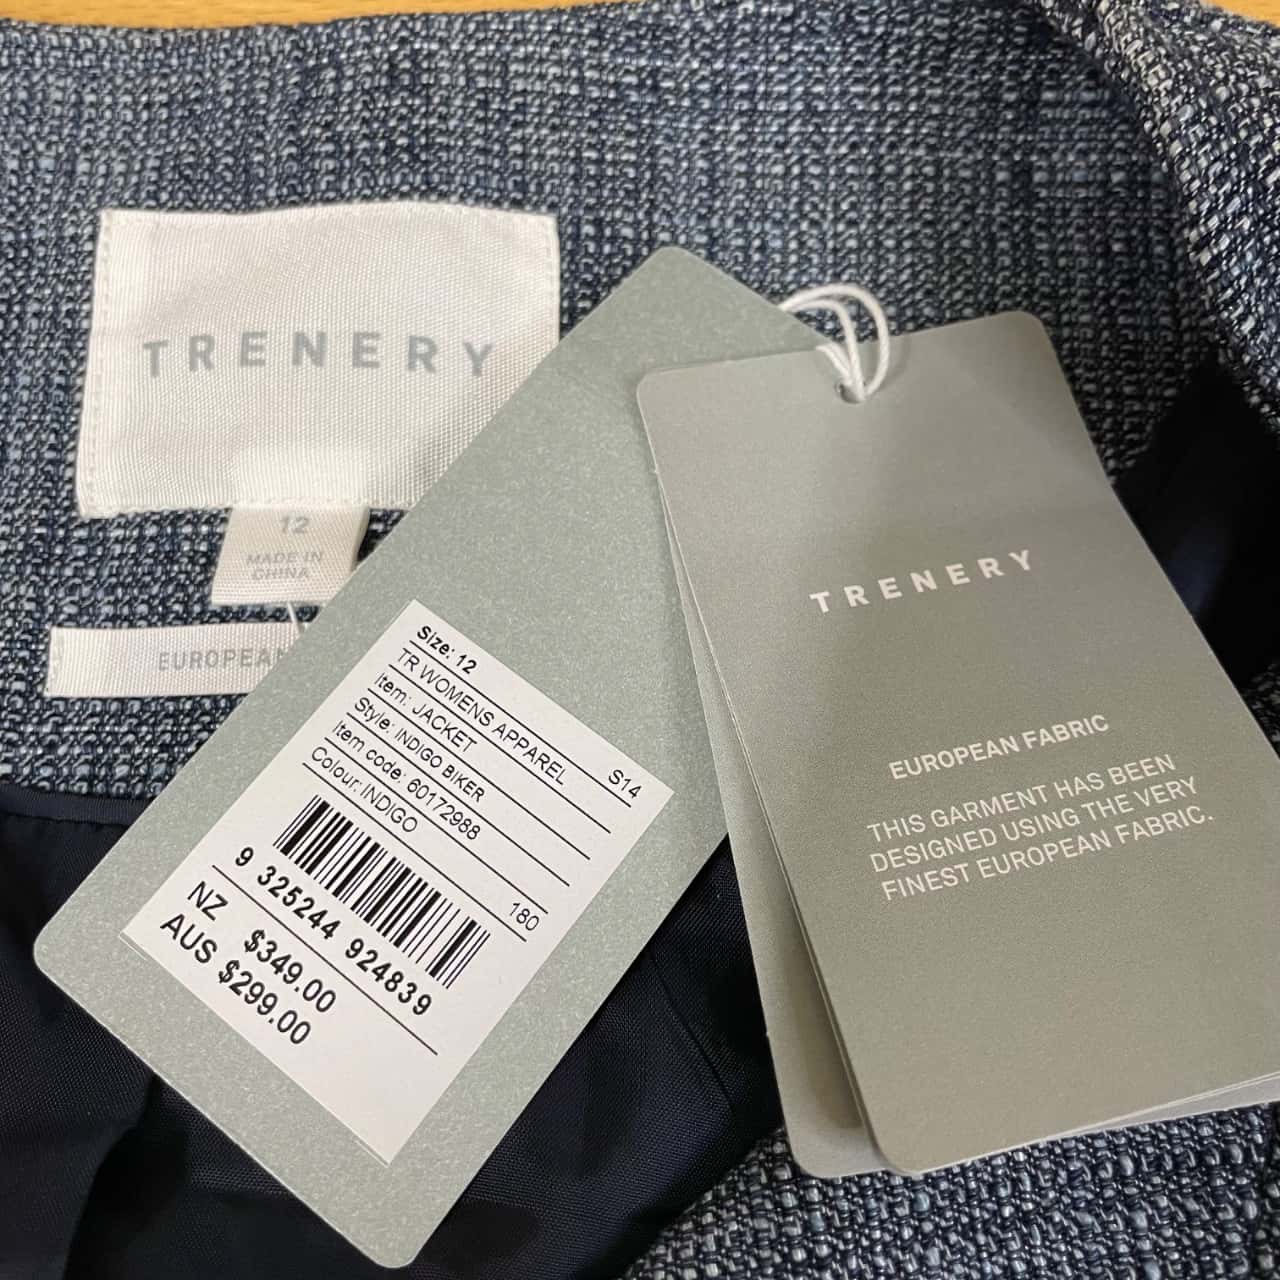 TRENERY
12
MADE IN
CHINA
EUROPEAN
Size: 12
TR WOMENS APPAREL S14
Item: JACKET
Style: INDIGO BIKER
Item code: 60172988
Colour: INDIGO 180
9 325244 924839
NZ $349.00
AUS $299.00
TRENERY
EUROPEAN FABRIC
THIS GARMENT HAS BEEN
DESIGNED USING THE VERY
FINEST EUROPEAN FABRIC.